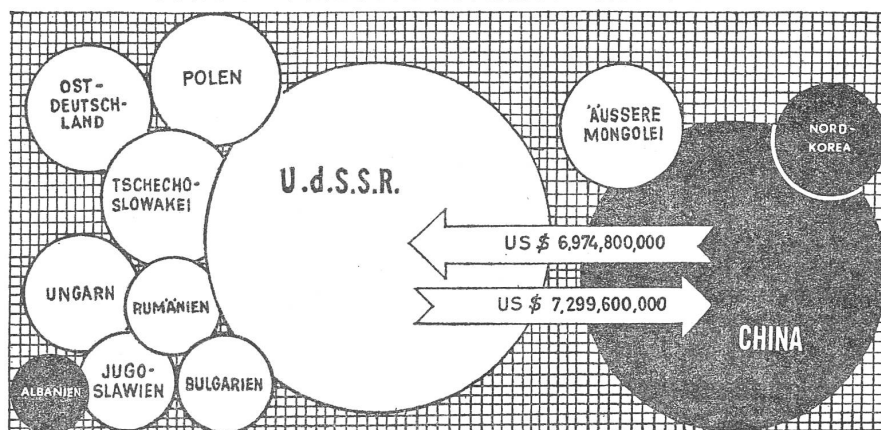 OST-
DEUTSCH-
LAND
POLEN
TSCHECHO-
SLOWAKEI
UNGARN
RUMÄNIEN
ALBANIEN
JUGO-
SLAWIEN
BULGARIEN
U.d.S.S.R.
ÄUSSERE
MONGOLEI
NORD-
KOREA
US $ 6,974,800,000
US $ 7,299,600,000
CHINA